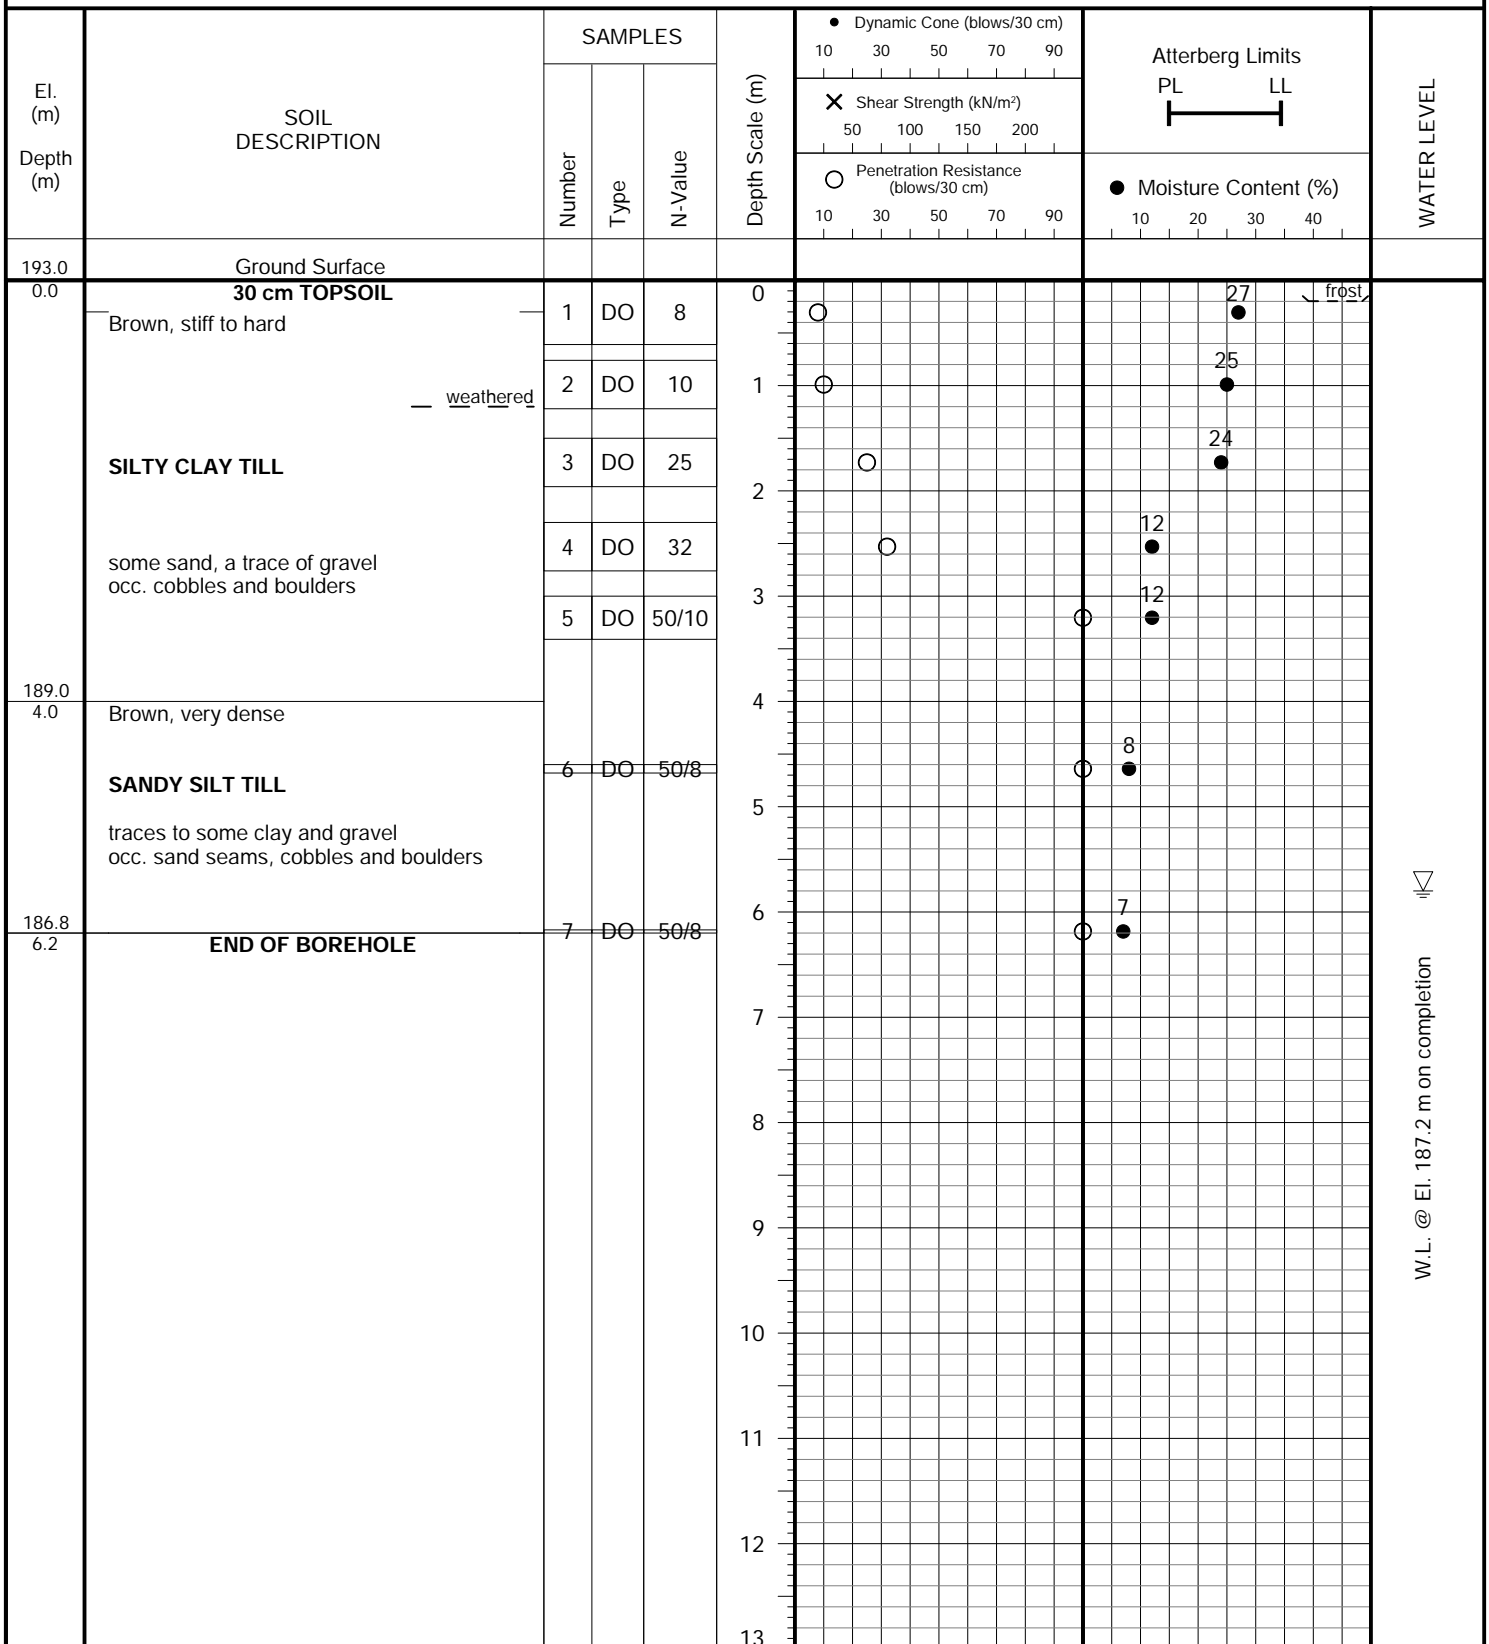 El.
(m)
Depth
(m)
SOIL
DESCRIPTION
SAMPLES
Number
Type
N-Value
Depth Scale (m)
Dynamic Cone (blows/30 cm)
10 30 50 70 90
Shear Strength (kN/m²)
50 100 150 200
Penetration Resistance
(blows/30 cm)
10 30 50 70 90
Atterberg Limits
PL LL
Moisture Content (%)
10 20 30 40
WATER LEVEL
193.0 Ground Surface
0.0 30 cm TOPSOIL 0 27 frost
Brown, stiff to hard 1 DO 8
25
weathered 2 DO 10 1
24
SILTY CLAY TILL 3 DO 25
2
12
4 DO 32
some sand, a trace of gravel
occ. cobbles and boulders
3 12
5 DO 50/10
189.0
4.0 Brown, very dense 4
8
6 DO 50/8
SANDY SILT TILL
5
traces to some clay and gravel
occ. sand seams, cobbles and boulders
6 7
186.8
6.2 END OF BOREHOLE 7 DO 50/8
W.L. @ El. 187.2 m on completion
7
8
9
10
11
12
13